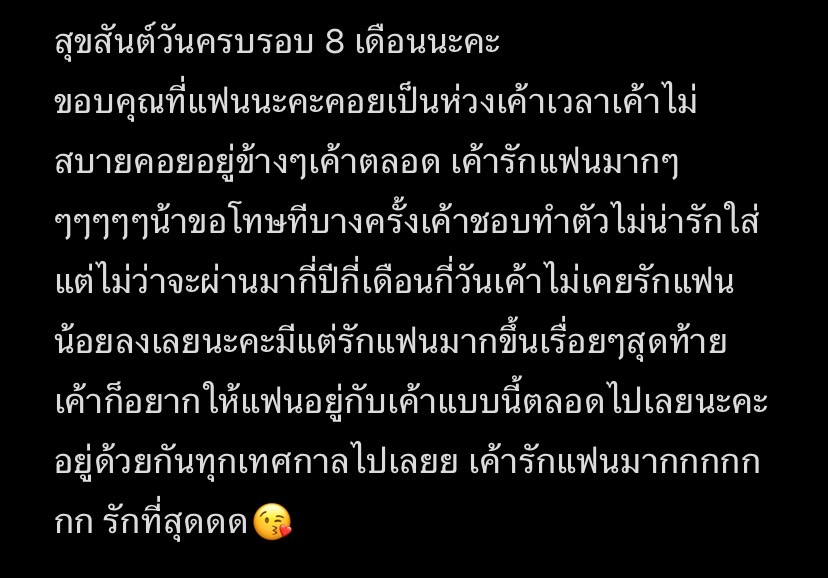 สุขสันต์วันครบรอบ 8 เดือนนะคะ
ขอบคุณที่แฟนนะคะคอยเป็นห่วงเค้าเวลาเค้าไม่
สบายคอยอยู่ข้างๆเค้าตลอด เค้ารักแฟนมากๆ
ๆๆๆๆๆน้าขอโทษทีบางครั้งเค้าชอบทำตัวไม่น่ารักใส่
แต่ไม่ว่าจะผ่านมากี่ปีกี่เดือนกี่วันเค้าไม่เคยรักแฟน
น้อยลงเลยนะคะมีแต่รักแฟนมากขึ้นเรื่อยๆสุดท้าย
เค้าก็อยากให้แฟนอยู่กับเค้าแบบนี้ตลอดไปเลยนะคะ
อยู่ด้วยกันทุกเทศกาลไปเลยย เค้ารักแฟนมากกกกก
กก รักที่สุดดด😘